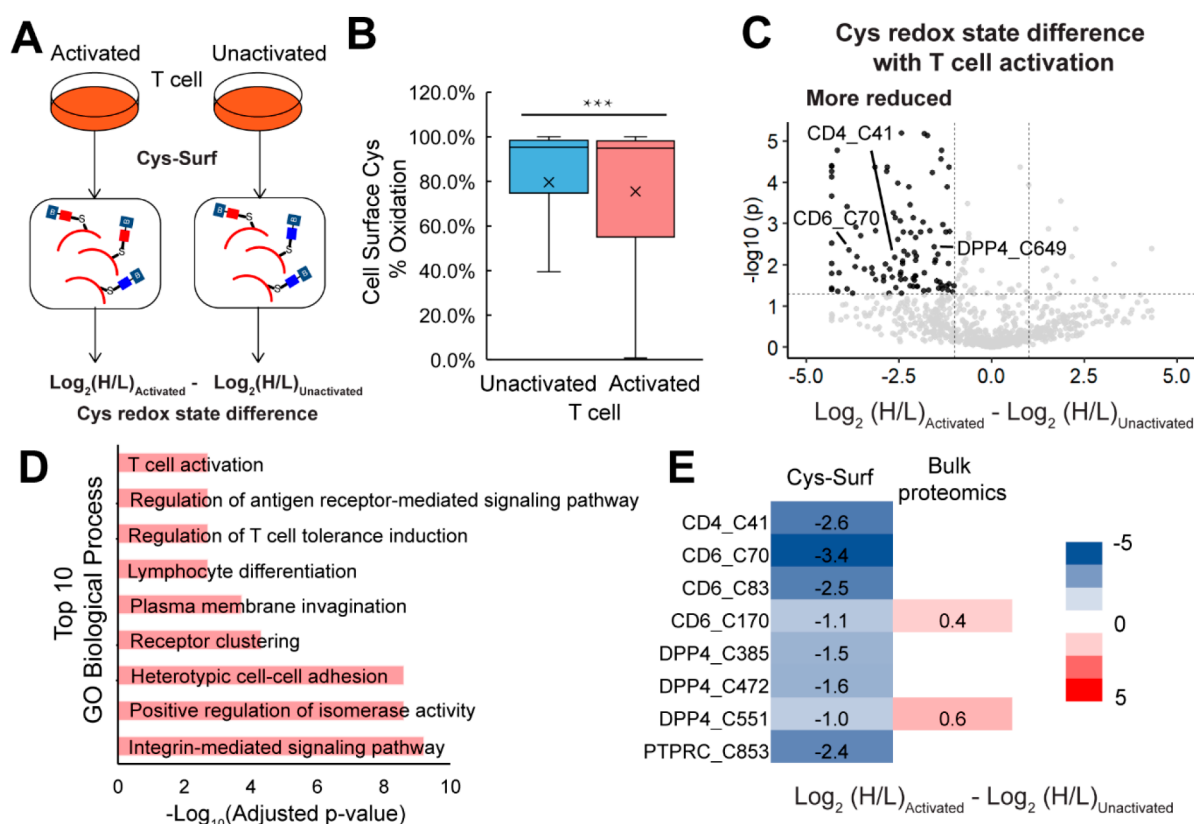 A
Activated
Unactivated
T cell
Cys-Surf
B
S
B
S
S
B
B
S
B
S
S
B
Log2(H/L)Activated - Log2(H/L)Unactivated
Cys redox state difference
B
120.0%
100.0%
80.0%
60.0%
40.0%
20.0%
0.0%
Cell Surface Cys
% Oxidation
***
Unactivated
Activated
T cell
C
Cys redox state difference
with T cell activation
More reduced
CD4_C41
CD6_C70
DPP4_C649
-log10 (p)
5
4
3
2
1
0
-5.0
-2.5
0.0
2.5
5.0
Log2 (H/L)Activated - Log2 (H/L)Unactivated
D
Top 10
GO Biological Process
T cell activation
Regulation of antigen receptor-mediated signaling pathway
Regulation of T cell tolerance induction
Lymphocyte differentiation
Plasma membrane invagination
Receptor clustering
Heterotypic cell-cell adhesion
Positive regulation of isomerase activity
Integrin-mediated signaling pathway
0
2
4
6
8
10
-Log10(Adjusted p-value)
E
Cys-Surf
Bulk
proteomics
CD4_C41 -2.6
CD6_C70 -3.4
CD6_C83 -2.5
CD6_C170 -1.1 0.4
DPP4_C385 -1.5
DPP4_C472 -1.6
DPP4_C551 -1.0 0.6
PTPRC_C853 -2.4
-5
0
5
Log2 (H/L)Activated - Log2 (H/L)Unactivated